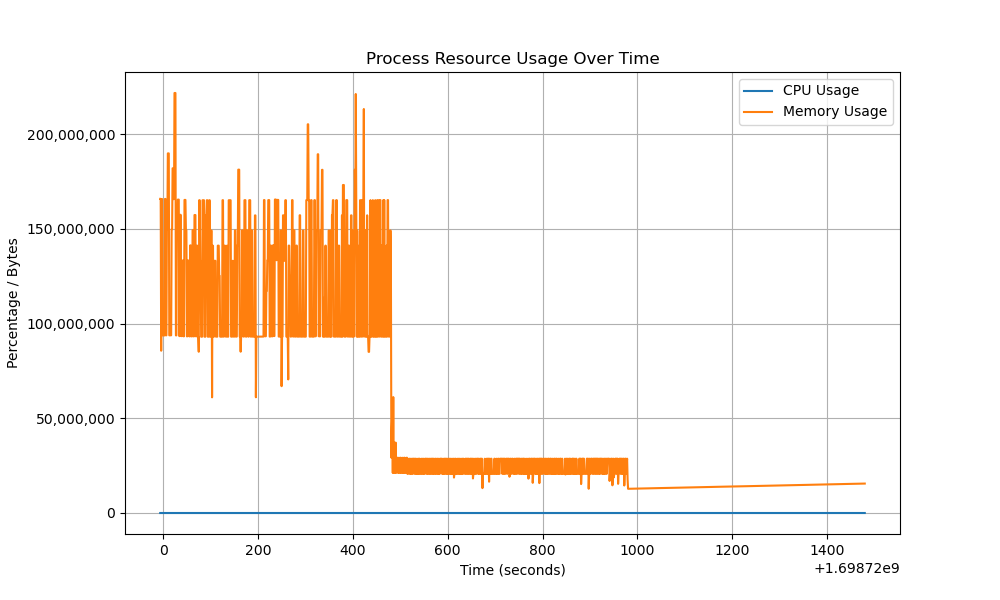 Process Resource Usage Over Time
CPU Usage
Memory Usage
Percentage / Bytes
200,000,000
150,000,000
100,000,000
50,000,000
0
0
200
400
600
800
1000
1200
1400
+1.69872e9
Time (seconds)